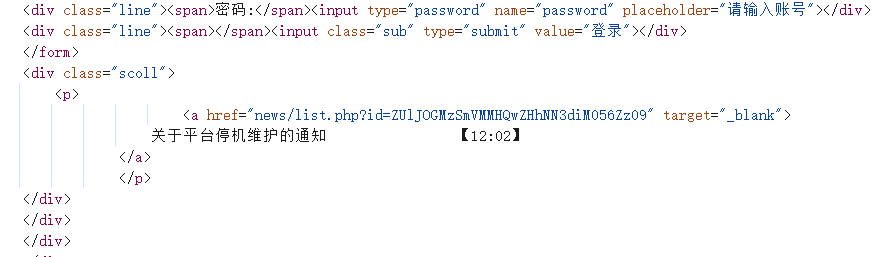 <div class="line"><span>密码:</span><input type="password" name="password" placeholder="请输入账号"></div>
<div class="line"><span></span><input class="sub" type="submit" value="登录"></div>
</form>
<div class="scoll">
<p>
<a href="news/list.php?id=ZUlJOGMzSmVMMHQwZHhNN3diM056Zz09" target="_blank">
关于平台停机维护的通知 【12:02】
</a>
</p>
</div>
</div>
</div>